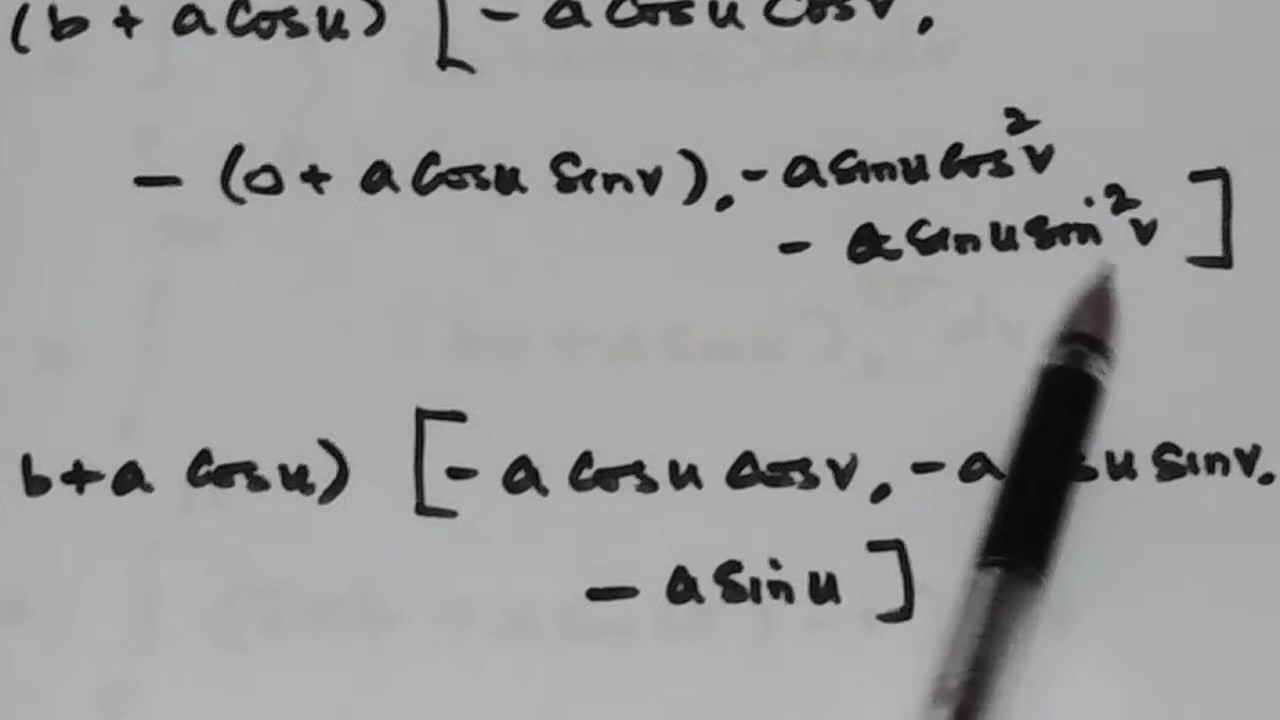 (b + a cos u) [ - a cos u cos v,
- (0 + a cos u sin v), - a sin u cos² v
- a sin u sin² v ]
b + a cos u) [ - a cos u cos v, - a u sin v,
- a sin u ]